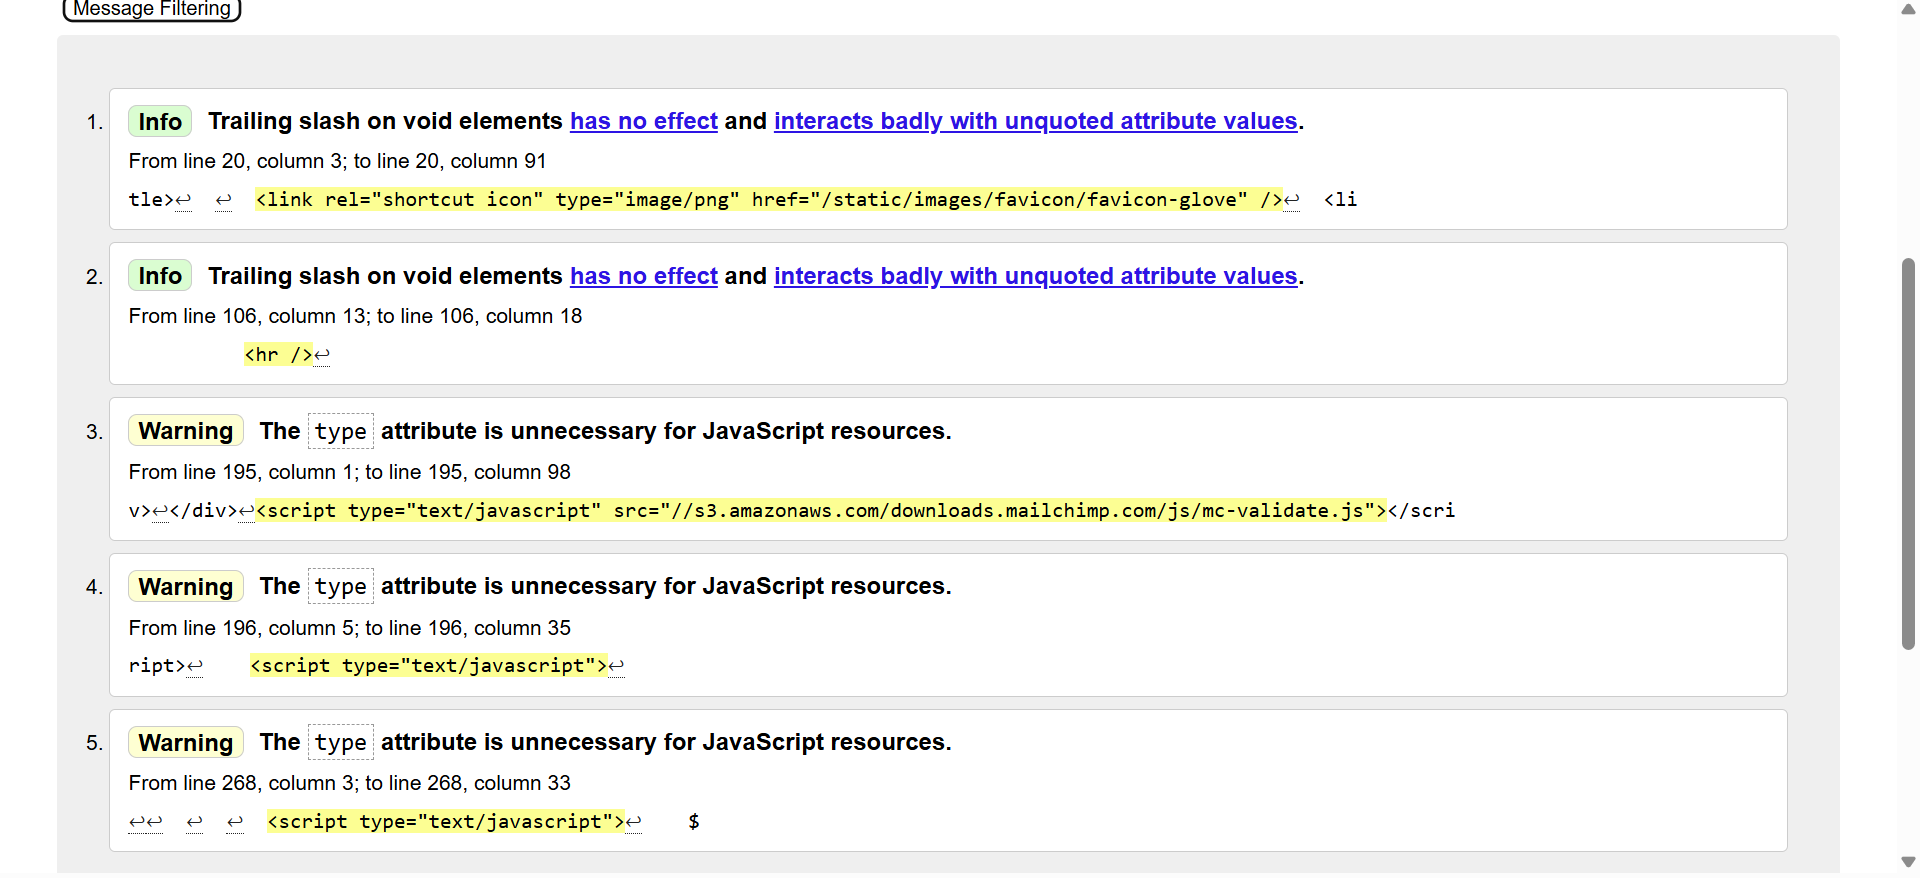 Message Filtering
1. Info Trailing slash on void elements has no effect and interacts badly with unquoted attribute values.
From line 20, column 3; to line 20, column 91
tle>↩  ↩  <link rel="shortcut icon" type="image/png" href="/static/images/favicon/favicon-glove" />↩  <li
2. Info Trailing slash on void elements has no effect and interacts badly with unquoted attribute values.
From line 106, column 13; to line 106, column 18
<hr />↩
3. Warning The type attribute is unnecessary for JavaScript resources.
From line 195, column 1; to line 195, column 98
v>↩</div>↩<script type="text/javascript" src="//s3.amazonaws.com/downloads.mailchimp.com/js/mc-validate.js"></scri
4. Warning The type attribute is unnecessary for JavaScript resources.
From line 196, column 5; to line 196, column 35
ript>↩    <script type="text/javascript">↩
5. Warning The type attribute is unnecessary for JavaScript resources.
From line 268, column 3; to line 268, column 33
↩↩  ↩  ↩  <script type="text/javascript">↩    $